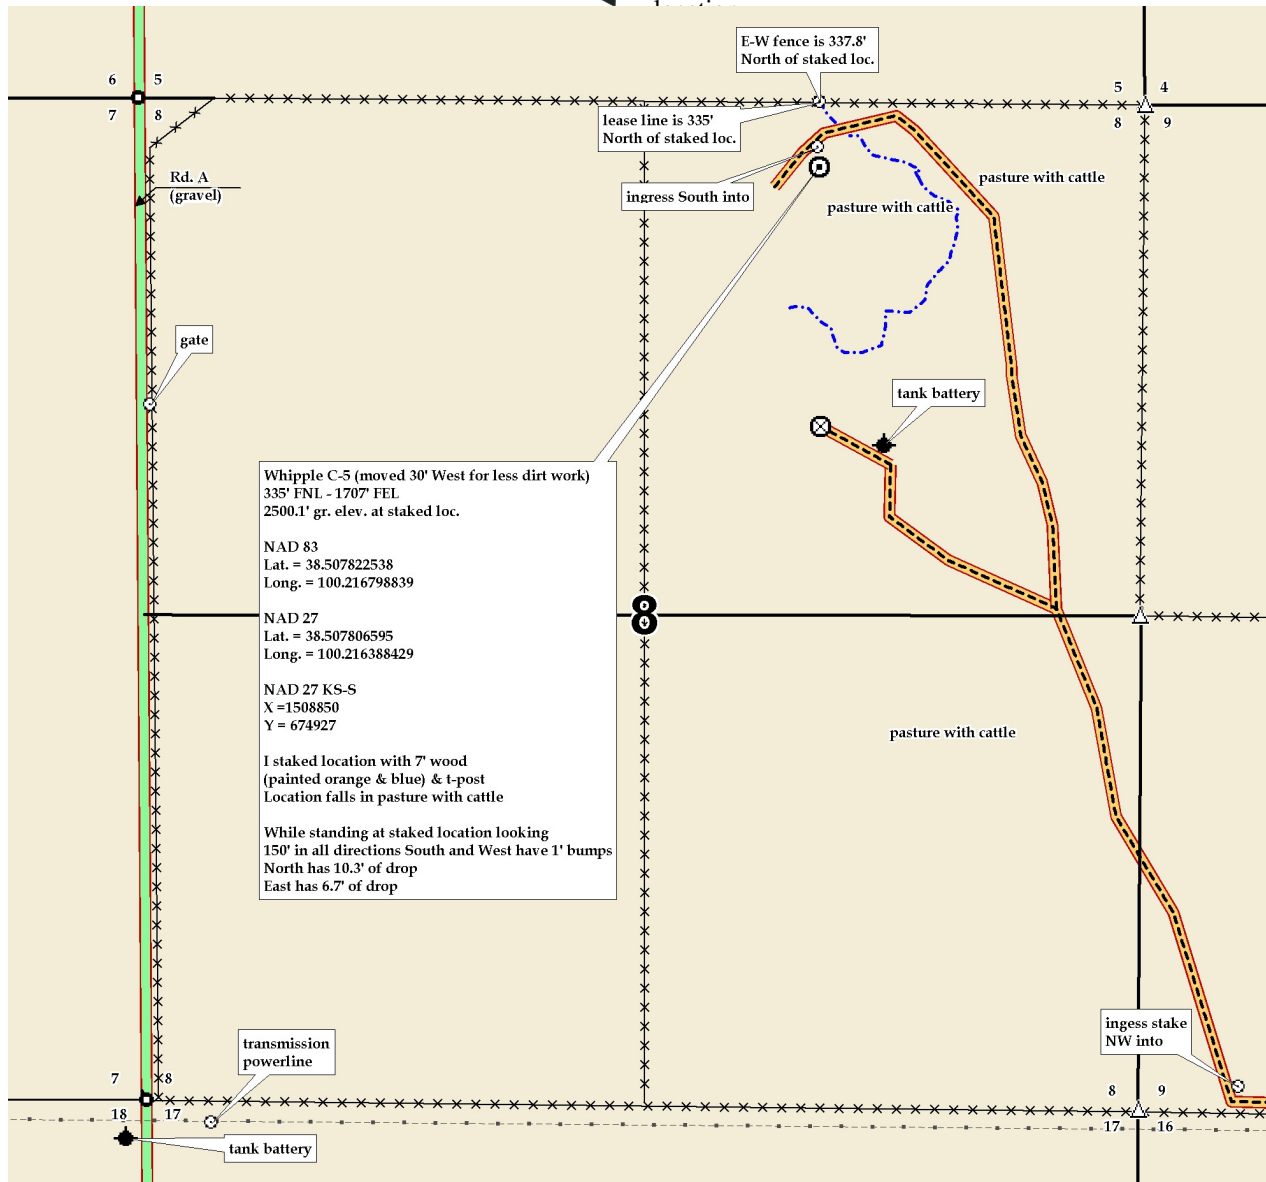 E-W fence is 337.8'
North of staked loc.
6 5
5 4
7 8
8 9
lease line is 335'
North of staked loc.
Rd. A
(gravel)
pasture with cattle
ingress South into
pasture with cattle
gate
tank battery
Whipple C-5 (moved 30' West for less dirt work)
335' FNL - 1707' FEL
2500.1' gr. elev. at staked loc.
NAD 83
Lat. = 38.507822538
Long. = 100.216798839
NAD 27
Lat. = 38.507806595
Long. = 100.216388429
NAD 27 KS-S
X =1508850
Y = 674927
I staked location with 7' wood
(painted orange & blue) & t-post
Location falls in pasture with cattle
While standing at staked location looking
150' in all directions South and West have 1' bumps
North has 10.3' of drop
East has 6.7' of drop
8
pasture with cattle
ingess stake
NW into
transmission
powerline
7 8
8 9
18 17
17 16
tank battery